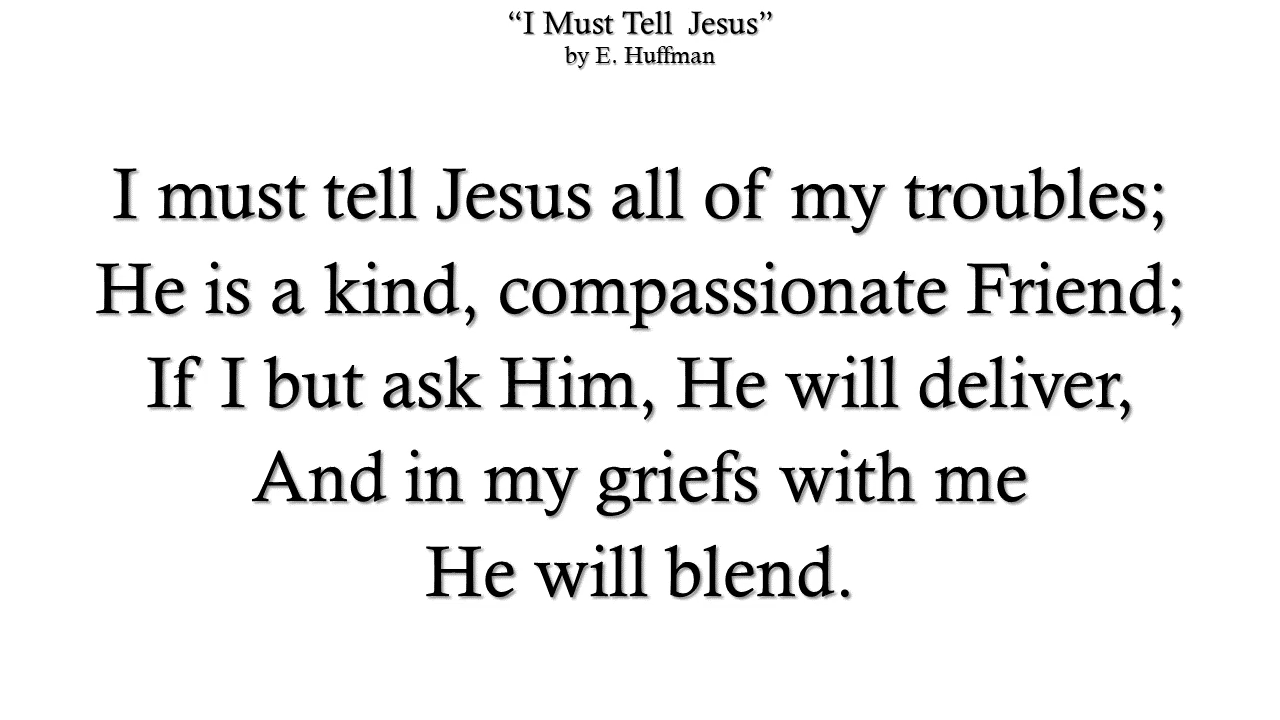 “I Must Tell Jesus”
by E. Huffman
I must tell Jesus all of my troubles;
He is a kind, compassionate Friend;
If I but ask Him, He will deliver,
And in my griefs with me
He will blend.